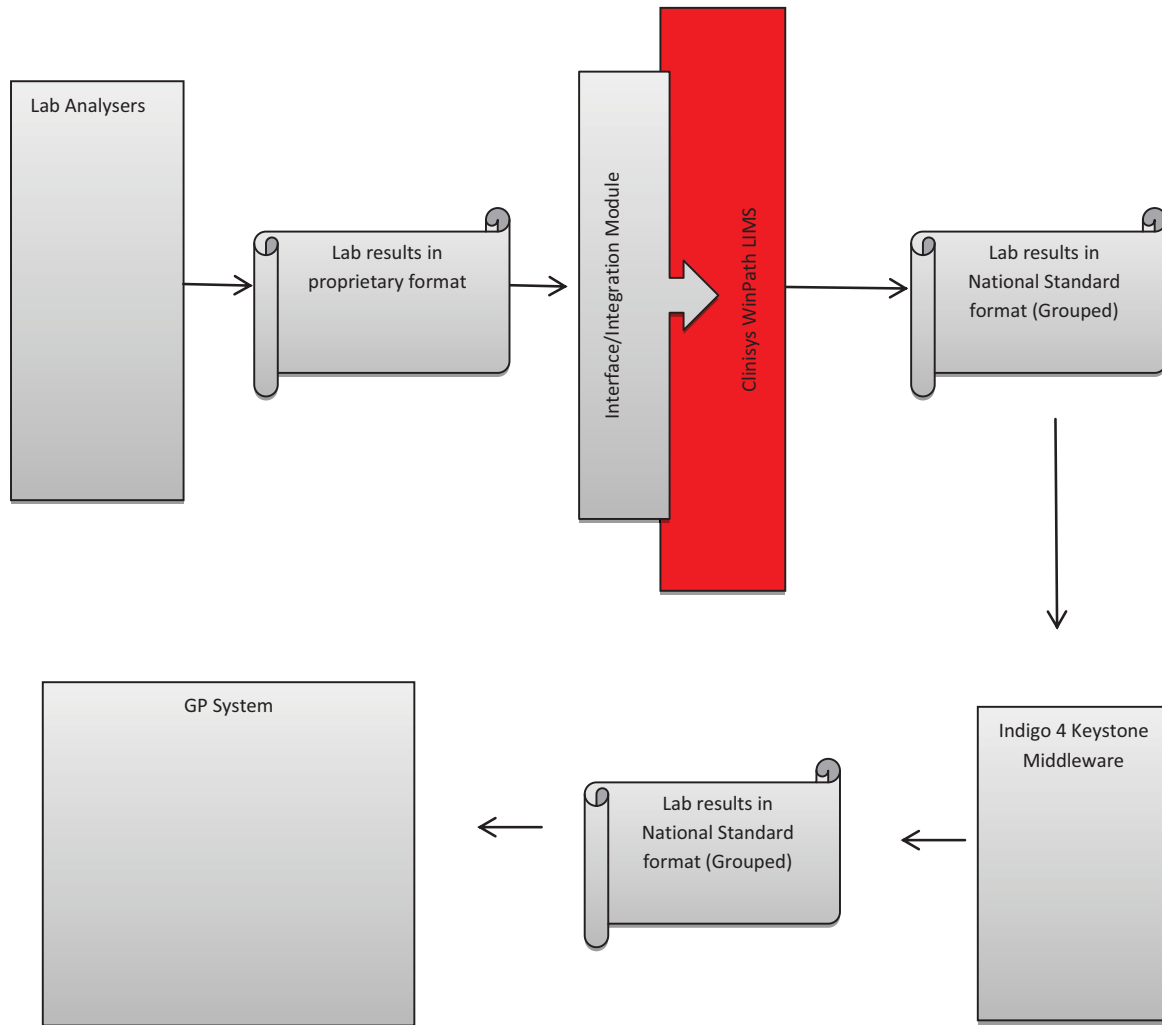 Lab Analysers
Lab results in
proprietary format
Interface/Integration Module
Clinisys WinPath LIMS
Lab results in
National Standard
format (Grouped)
GP System
Lab results in
National Standard
format (Grouped)
Indigo 4 Keystone
Middleware